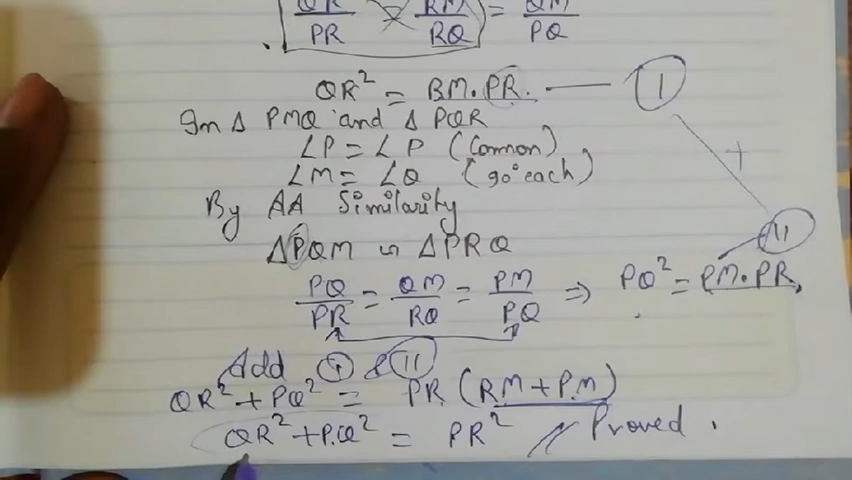 QR/PR = RM/RQ = QM/PQ
QR² = BM·PR. — I
In Δ PMQ and Δ PQR
∠P = ∠P (Common)
∠M = ∠Q (90° each)
By AA Similarity
ΔPQM ∽ ΔPRQ
PQ/PR = QM/RQ = PM/PQ ⇒ PQ² = PM·PR, — II
+
Add I & II
QR² + PQ² = PR (RM + PM)
QR² + PQ² = PR² // Proved.